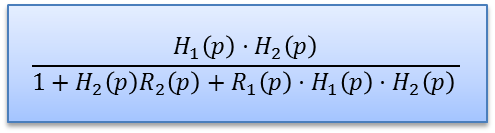 H₁(p) · H₂(p)
1 + H₂(p)R₂(p) + R₁(p) · H₁(p) · H₂(p)